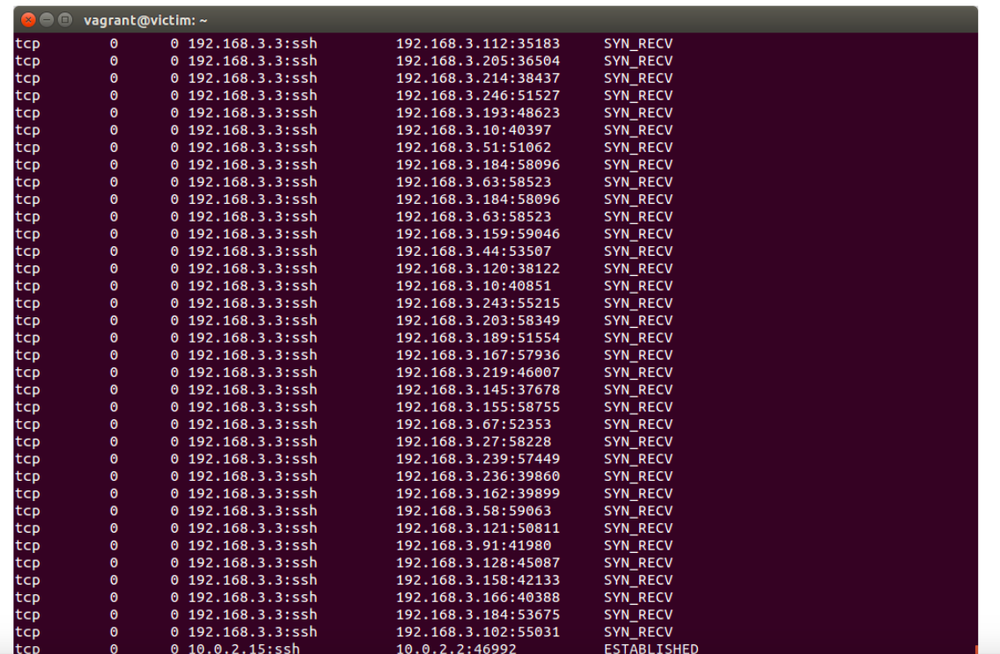 vagrant@victim: ~
tcp 0 0 192.168.3.3:ssh 192.168.3.112:35183 SYN_RECV
tcp 0 0 192.168.3.3:ssh 192.168.3.205:36504 SYN_RECV
tcp 0 0 192.168.3.3:ssh 192.168.3.214:38437 SYN_RECV
tcp 0 0 192.168.3.3:ssh 192.168.3.246:51527 SYN_RECV
tcp 0 0 192.168.3.3:ssh 192.168.3.193:48623 SYN_RECV
tcp 0 0 192.168.3.3:ssh 192.168.3.10:40397 SYN_RECV
tcp 0 0 192.168.3.3:ssh 192.168.3.51:51062 SYN_RECV
tcp 0 0 192.168.3.3:ssh 192.168.3.184:58096 SYN_RECV
tcp 0 0 192.168.3.3:ssh 192.168.3.63:58523 SYN_RECV
tcp 0 0 192.168.3.3:ssh 192.168.3.184:58096 SYN_RECV
tcp 0 0 192.168.3.3:ssh 192.168.3.63:58523 SYN_RECV
tcp 0 0 192.168.3.3:ssh 192.168.3.159:59046 SYN_RECV
tcp 0 0 192.168.3.3:ssh 192.168.3.44:53507 SYN_RECV
tcp 0 0 192.168.3.3:ssh 192.168.3.120:38122 SYN_RECV
tcp 0 0 192.168.3.3:ssh 192.168.3.10:40851 SYN_RECV
tcp 0 0 192.168.3.3:ssh 192.168.3.243:55215 SYN_RECV
tcp 0 0 192.168.3.3:ssh 192.168.3.203:58349 SYN_RECV
tcp 0 0 192.168.3.3:ssh 192.168.3.189:51554 SYN_RECV
tcp 0 0 192.168.3.3:ssh 192.168.3.167:57936 SYN_RECV
tcp 0 0 192.168.3.3:ssh 192.168.3.219:46007 SYN_RECV
tcp 0 0 192.168.3.3:ssh 192.168.3.145:37678 SYN_RECV
tcp 0 0 192.168.3.3:ssh 192.168.3.155:58755 SYN_RECV
tcp 0 0 192.168.3.3:ssh 192.168.3.67:52353 SYN_RECV
tcp 0 0 192.168.3.3:ssh 192.168.3.27:58228 SYN_RECV
tcp 0 0 192.168.3.3:ssh 192.168.3.239:57449 SYN_RECV
tcp 0 0 192.168.3.3:ssh 192.168.3.236:39860 SYN_RECV
tcp 0 0 192.168.3.3:ssh 192.168.3.162:39899 SYN_RECV
tcp 0 0 192.168.3.3:ssh 192.168.3.58:59063 SYN_RECV
tcp 0 0 192.168.3.3:ssh 192.168.3.121:50811 SYN_RECV
tcp 0 0 192.168.3.3:ssh 192.168.3.91:41980 SYN_RECV
tcp 0 0 192.168.3.3:ssh 192.168.3.128:45087 SYN_RECV
tcp 0 0 192.168.3.3:ssh 192.168.3.158:42133 SYN_RECV
tcp 0 0 192.168.3.3:ssh 192.168.3.166:40388 SYN_RECV
tcp 0 0 192.168.3.3:ssh 192.168.3.184:53675 SYN_RECV
tcp 0 0 192.168.3.3:ssh 192.168.3.102:55031 SYN_RECV
tcp 0 0 10.0.2.15:ssh 10.0.2.2:46992 ESTABLISHED